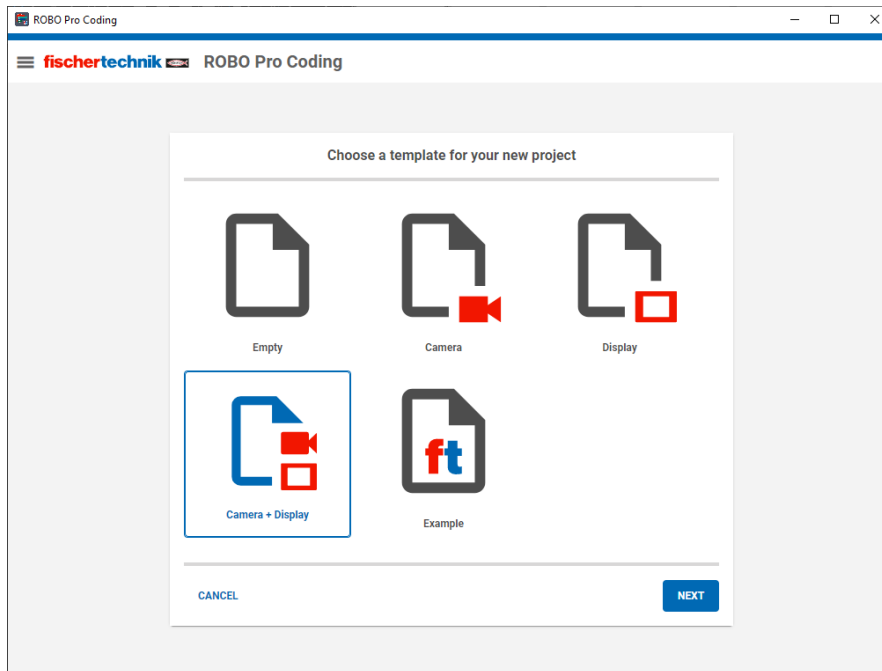 ROBO Pro Coding
fischertechnik ROBO Pro Coding
Choose a template for your new project
Empty Camera Display
ft
Camera + Display Example
CANCEL NEXT